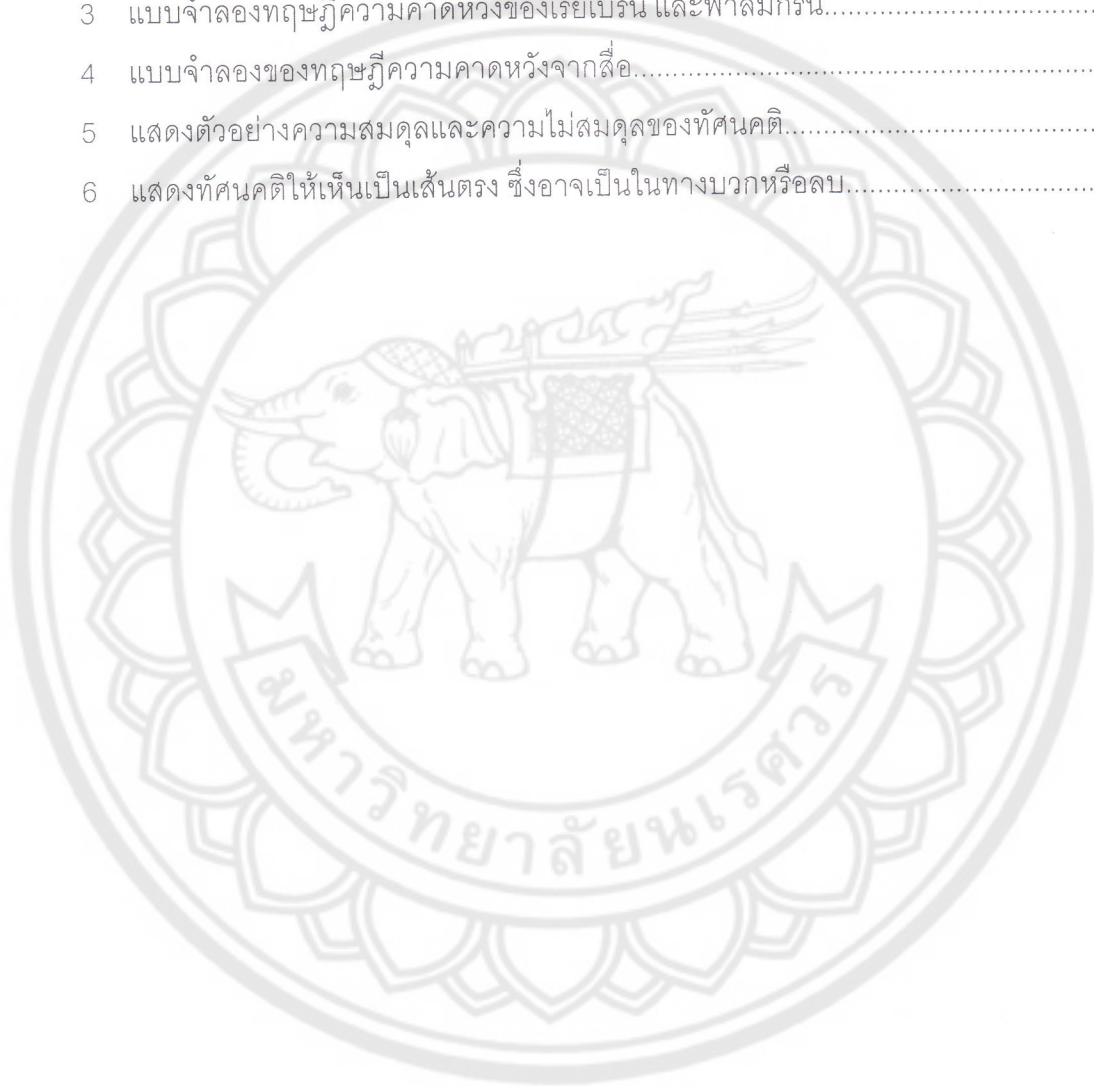 3 แบบจำลองทฤษฎีความคาดหวังของเรย์เบิร์น และพาล์มกรีน
4 แบบจำลองของทฤษฎีความคาดหวังจากสื่อ
5 แสดงตัวอย่างความสมดุลและความไม่สมดุลของทัศนคติ
6 แสดงทัศนคติให้เห็นเป็นเส้นตรง ซึ่งอาจเป็นในทางบวกหรือลบ
มหาวิทยาลัยนเรศวร